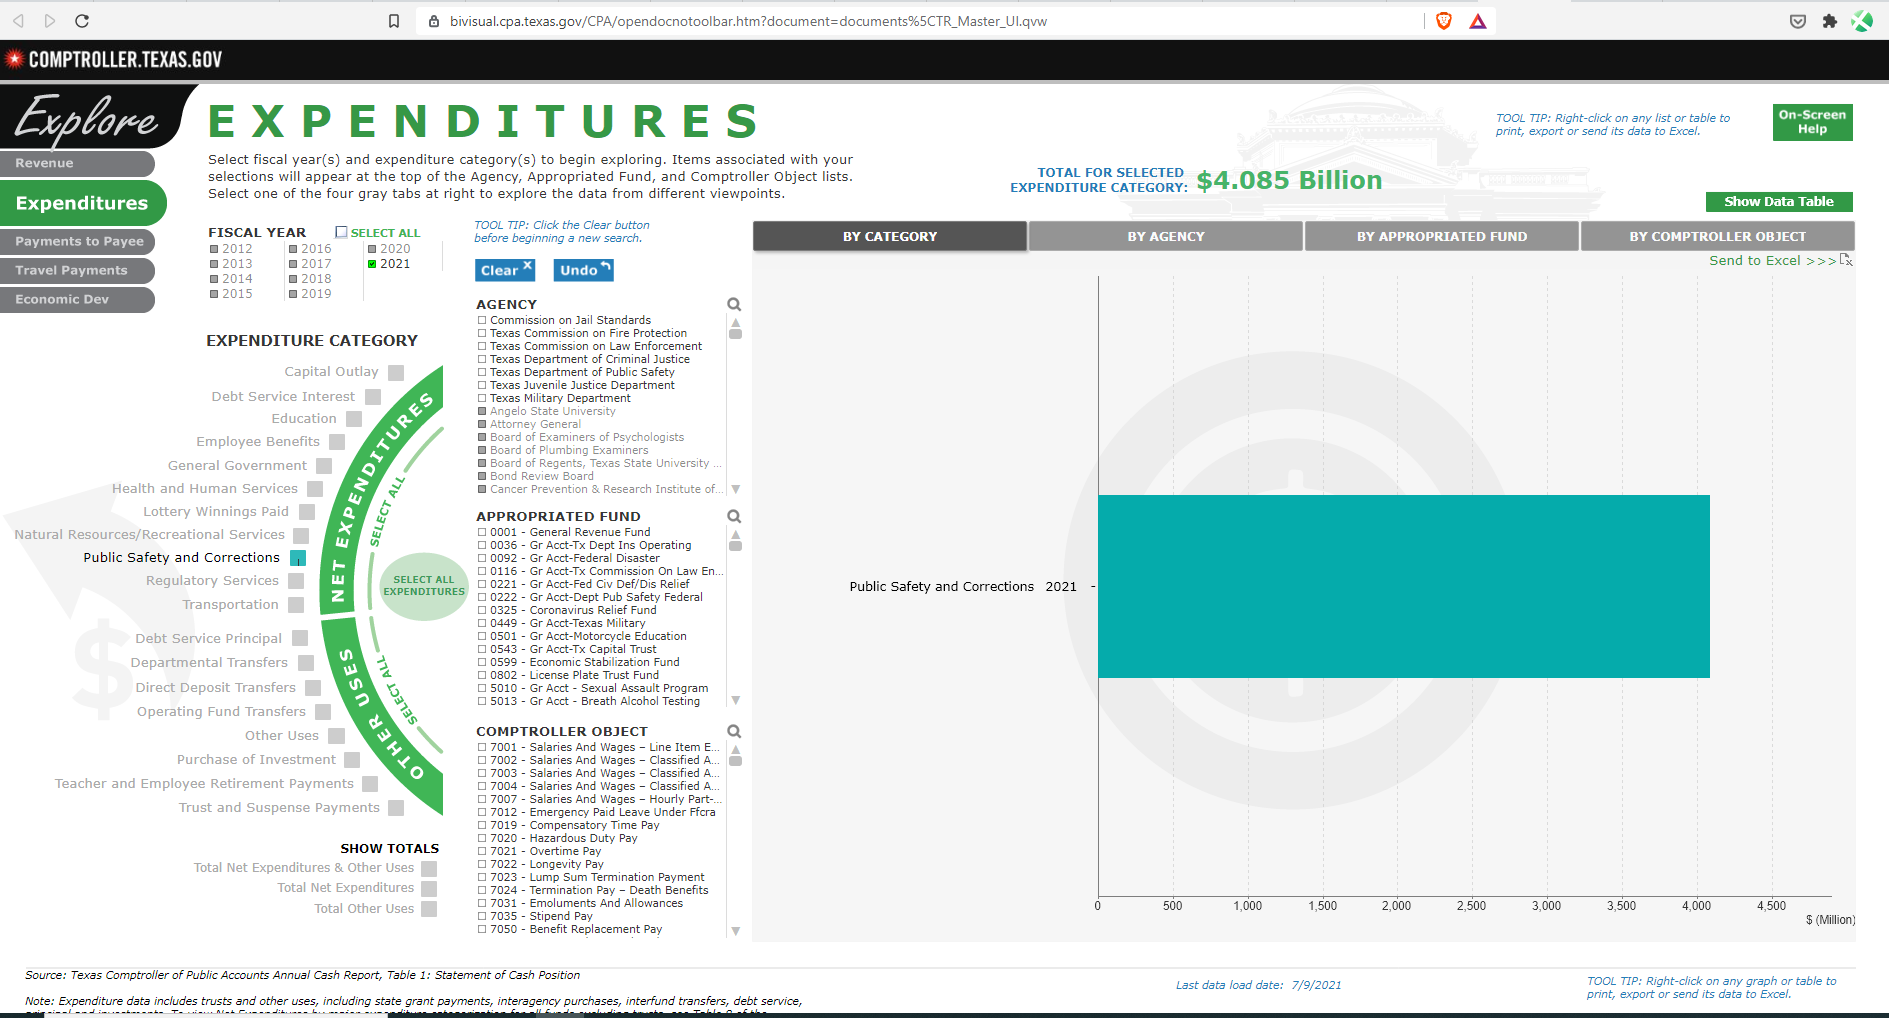 bivisual.cpa.texas.gov/CPA/opendocnotoolbar.htm?document=documents%5CTR_Master_UI.qvw
COMPTROLLER.TEXAS.GOV
Explore
Revenue
Expenditures
Payments to Payee
Travel Payments
Economic Dev
EXPENDITURES
Select fiscal year(s) and expenditure category(s) to begin exploring. Items associated with your
selections will appear at the top of the Agency, Appropriated Fund, and Comptroller Object lists.
Select one of the four gray tabs at right to explore the data from different viewpoints.
TOTAL FOR SELECTED
EXPENDITURE CATEGORY: $4.085 Billion
TOOL TIP: Right-click on any list or table to
print, export or send its data to Excel.
On-Screen
Help
Show Data Table
FISCAL YEAR SELECT ALL
2012 2016 2020
2013 2017 2021
2014 2018
2015 2019
TOOL TIP: Click the Clear button
before beginning a new search.
Clear X Undo
EXPENDITURE CATEGORY
Capital Outlay
Debt Service Interest
Education
Employee Benefits
General Government
Health and Human Services
Lottery Winnings Paid
Natural Resources/Recreational Services
Public Safety and Corrections
Regulatory Services
Transportation
Debt Service Principal
Departmental Transfers
Direct Deposit Transfers
Operating Fund Transfers
Other Uses
Purchase of Investment
Teacher and Employee Retirement Payments
Trust and Suspense Payments
NET EXPENDITURES
SELECT ALL
SELECT ALL
EXPENDITURES
OTHER USES
SELECT ALL
SHOW TOTALS
Total Net Expenditures & Other Uses
Total Net Expenditures
Total Other Uses
AGENCY
Commission on Jail Standards
Texas Commission on Fire Protection
Texas Commission on Law Enforcement
Texas Department of Criminal Justice
Texas Department of Public Safety
Texas Juvenile Justice Department
Texas Military Department
Angelo State University
Attorney General
Board of Examiners of Psychologists
Board of Plumbing Examiners
Board of Regents, Texas State University ...
Bond Review Board
Cancer Prevention & Research Institute of...
APPROPRIATED FUND
0001 - General Revenue Fund
0036 - Gr Acct-Tx Dept Ins Operating
0092 - Gr Acct-Federal Disaster
0116 - Gr Acct-Tx Commission On Law En...
0221 - Gr Acct-Fed Civ Def/Dis Relief
0222 - Gr Acct-Dept Pub Safety Federal
0325 - Coronavirus Relief Fund
0449 - Gr Acct-Texas Military
0501 - Gr Acct-Motorcycle Education
0543 - Gr Acct-Tx Capital Trust
0599 - Economic Stabilization Fund
0802 - License Plate Trust Fund
5010 - Gr Acct - Sexual Assault Program
5013 - Gr Acct - Breath Alcohol Testing
COMPTROLLER OBJECT
7001 - Salaries And Wages – Line Item E...
7002 - Salaries And Wages – Classified A...
7003 - Salaries And Wages – Classified A...
7004 - Salaries And Wages – Classified A...
7007 - Salaries And Wages – Hourly Part-...
7012 - Emergency Paid Leave Under Ffcra
7019 - Compensatory Time Pay
7020 - Hazardous Duty Pay
7021 - Overtime Pay
7022 - Longevity Pay
7023 - Lump Sum Termination Payment
7024 - Termination Pay – Death Benefits
7031 - Emoluments And Allowances
7035 - Stipend Pay
7050 - Benefit Replacement Pay
BY CATEGORY BY AGENCY BY APPROPRIATED FUND BY COMPTROLLER OBJECT
Send to Excel >>>
Public Safety and Corrections 2021
0 500 1,000 1,500 2,000 2,500 3,000 3,500 4,000 4,500
$ (Million)
Source: Texas Comptroller of Public Accounts Annual Cash Report, Table 1: Statement of Cash Position
Note: Expenditure data includes trusts and other uses, including state grant payments, interagency purchases, interfund transfers, debt service,
Last data load date: 7/9/2021
TOOL TIP: Right-click on any graph or table to
print, export or send its data to Excel.